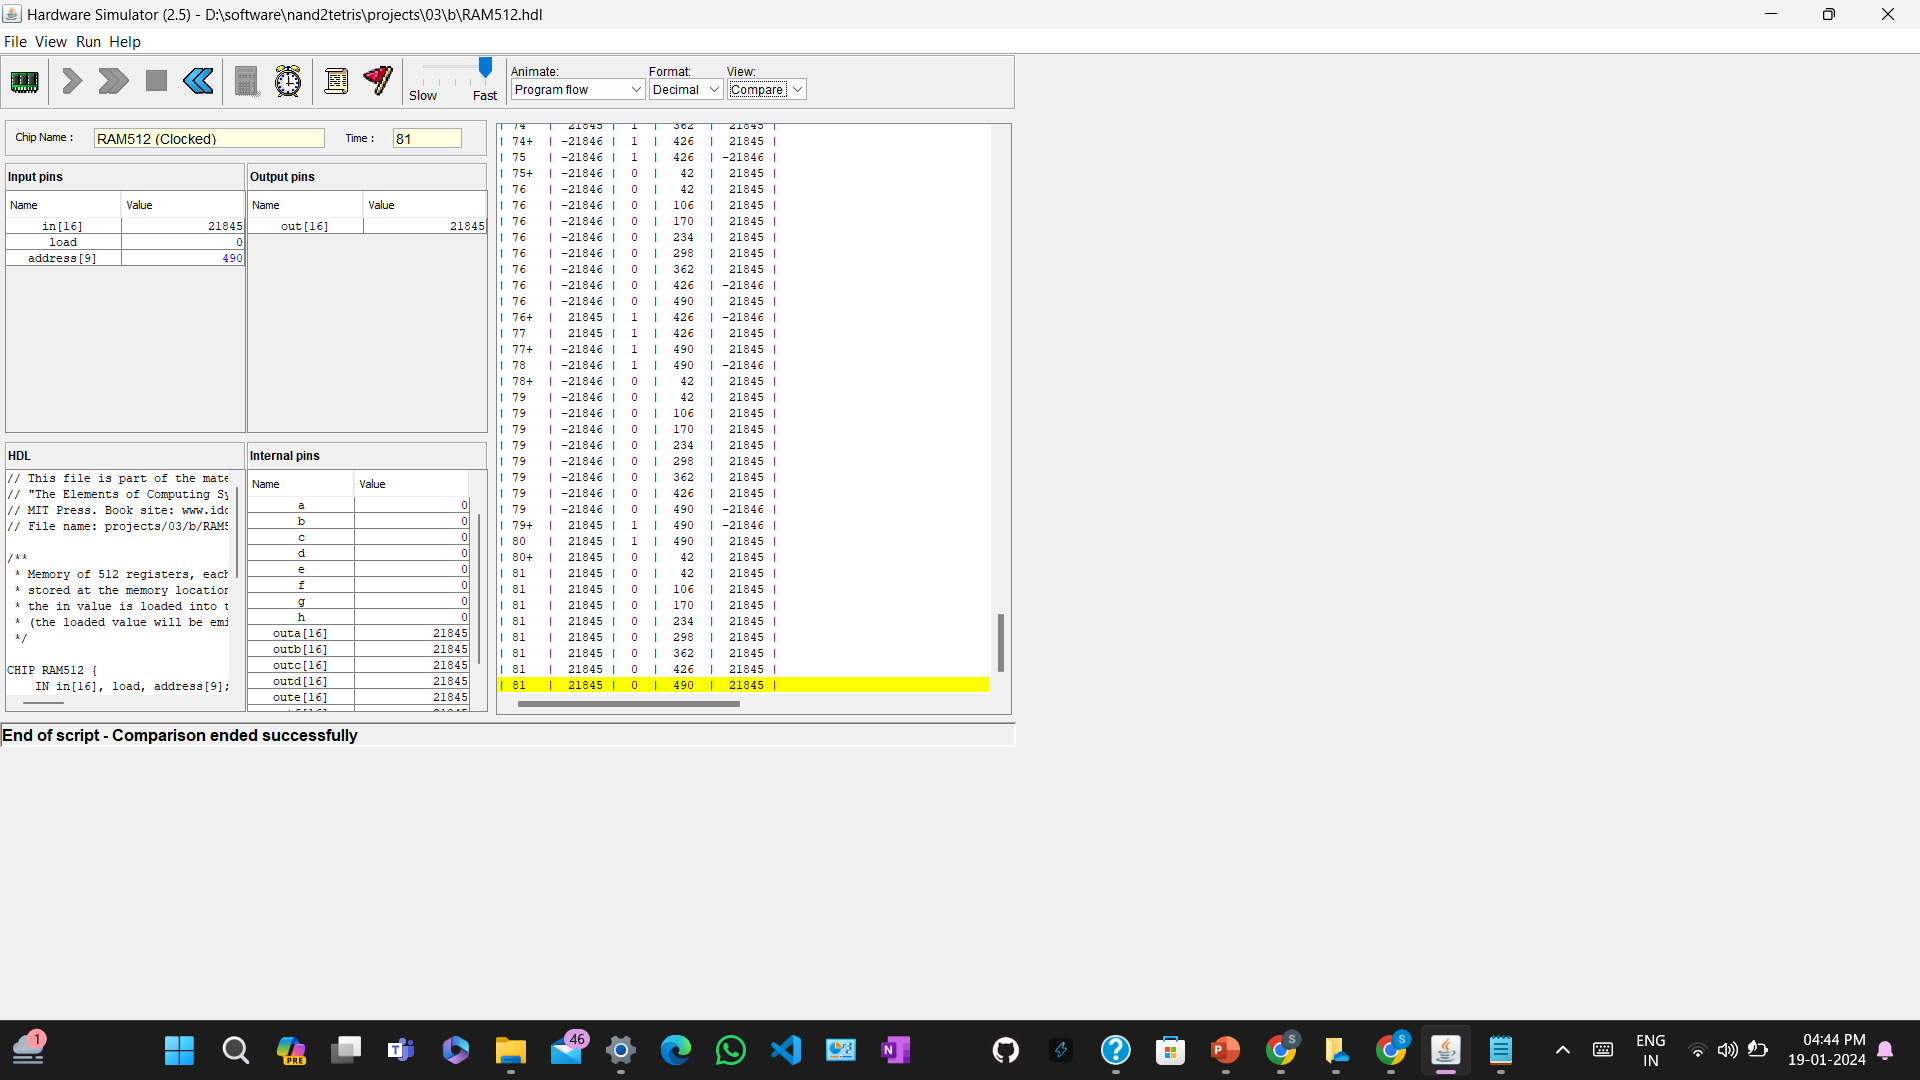 Hardware Simulator (2.5) - D:\software\nand2tetris\projects\03\b\RAM512.hdl
File View Run Help
Slow Fast
Animate: Format: View:
Program flow Decimal Compare
Chip Name : RAM512 (Clocked) Time : 81
Input pins
Name Value
in[16] 21845
load 0
address[9] 490
Output pins
Name Value
out[16] 21845
HDL
// This file is part of the mate
// "The Elements of Computing Sy
// MIT Press. Book site: www.idc
// File name: projects/03/b/RAM5
/**
* Memory of 512 registers, each
* stored at the memory location
* the in value is loaded into t
* (the loaded value will be emi
*/
CHIP RAM512 {
IN in[16], load, address[9];
Internal pins
Name Value
a 0
b 0
c 0
d 0
e 0
f 0
g 0
h 0
outa[16] 21845
outb[16] 21845
outc[16] 21845
outd[16] 21845
oute[16] 21845
| 74 | 21845 | 1 | 362 | 21845 |
| 74+ | -21846 | 1 | 426 | 21845 |
| 75 | -21846 | 1 | 426 | -21846 |
| 75+ | -21846 | 0 | 42 | 21845 |
| 76 | -21846 | 0 | 42 | 21845 |
| 76 | -21846 | 0 | 106 | 21845 |
| 76 | -21846 | 0 | 170 | 21845 |
| 76 | -21846 | 0 | 234 | 21845 |
| 76 | -21846 | 0 | 298 | 21845 |
| 76 | -21846 | 0 | 362 | 21845 |
| 76 | -21846 | 0 | 426 | -21846 |
| 76 | -21846 | 0 | 490 | 21845 |
| 76+ | 21845 | 1 | 426 | -21846 |
| 77 | 21845 | 1 | 426 | 21845 |
| 77+ | -21846 | 1 | 490 | 21845 |
| 78 | -21846 | 1 | 490 | -21846 |
| 78+ | -21846 | 0 | 42 | 21845 |
| 79 | -21846 | 0 | 42 | 21845 |
| 79 | -21846 | 0 | 106 | 21845 |
| 79 | -21846 | 0 | 170 | 21845 |
| 79 | -21846 | 0 | 234 | 21845 |
| 79 | -21846 | 0 | 298 | 21845 |
| 79 | -21846 | 0 | 362 | 21845 |
| 79 | -21846 | 0 | 426 | 21845 |
| 79 | -21846 | 0 | 490 | -21846 |
| 79+ | 21845 | 1 | 490 | -21846 |
| 80 | 21845 | 1 | 490 | 21845 |
| 80+ | 21845 | 0 | 42 | 21845 |
| 81 | 21845 | 0 | 42 | 21845 |
| 81 | 21845 | 0 | 106 | 21845 |
| 81 | 21845 | 0 | 170 | 21845 |
| 81 | 21845 | 0 | 234 | 21845 |
| 81 | 21845 | 0 | 298 | 21845 |
| 81 | 21845 | 0 | 362 | 21845 |
| 81 | 21845 | 0 | 426 | 21845 |
| 81 | 21845 | 0 | 490 | 21845 |
End of script - Comparison ended successfully
1
PRE
46
S
S
ENG
IN
04:44 PM
19-01-2024